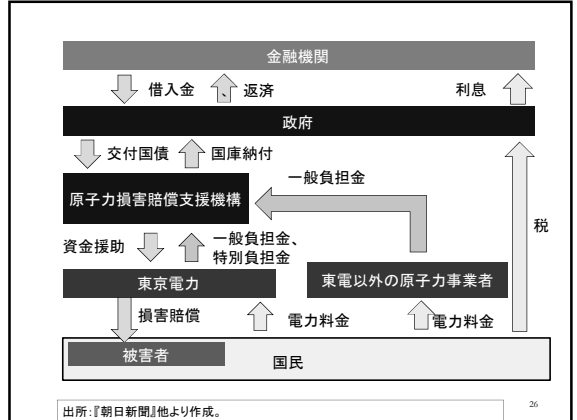 金融機関
借入金
、 返済
利息
政府
交付国債
国庫納付
一般負担金
原子力損害賠償支援機構
税
資金援助
一般負担金、
特別負担金
東京電力
東電以外の原子力事業者
損害賠償
電力料金
電力料金
被害者
国民
出所:『朝日新聞』他より作成。
26